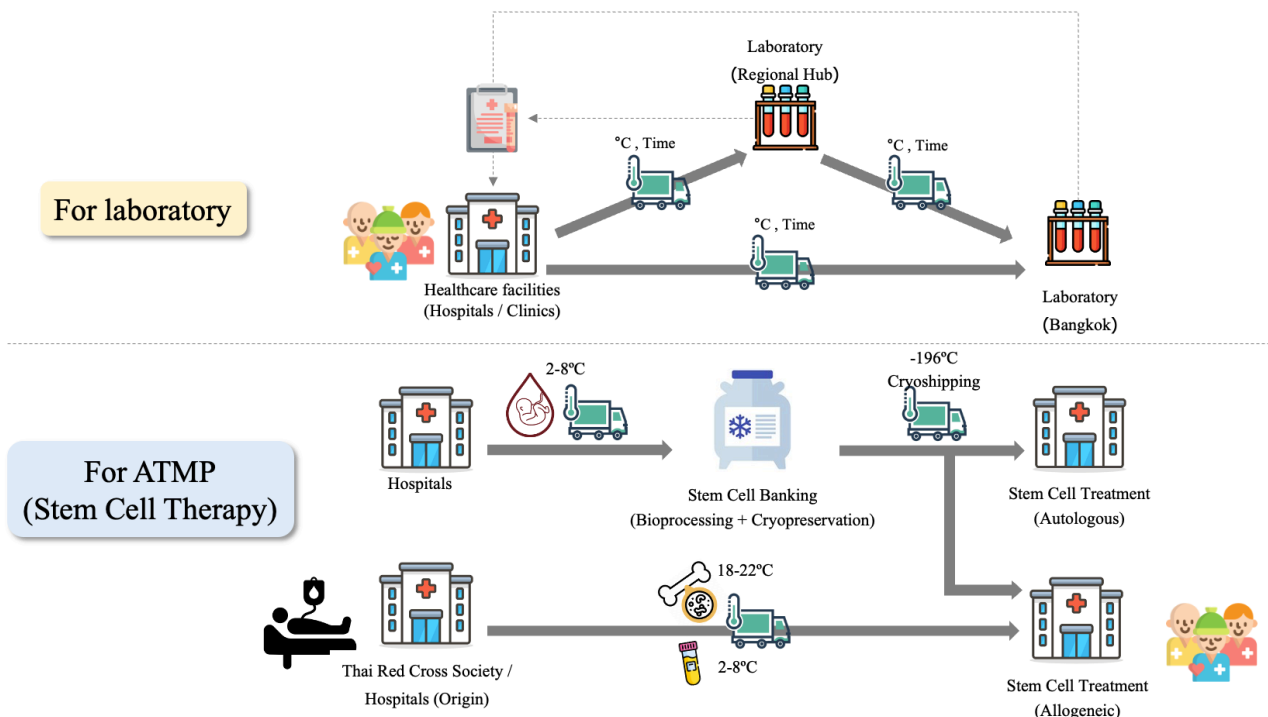 Laboratory
(Regional Hub)
°C , Time
°C , Time
For laboratory
°C , Time
Healthcare facilities
(Hospitals / Clinics)
Laboratory
(Bangkok)
2-8ºC
-196ºC
Cryoshipping
For ATMP
(Stem Cell Therapy)
Hospitals
Stem Cell Banking
(Bioprocessing + Cryopreservation)
Stem Cell Treatment
(Autologous)
18-22ºC
2-8ºC
Thai Red Cross Society /
Hospitals (Origin)
Stem Cell Treatment
(Allogeneic)